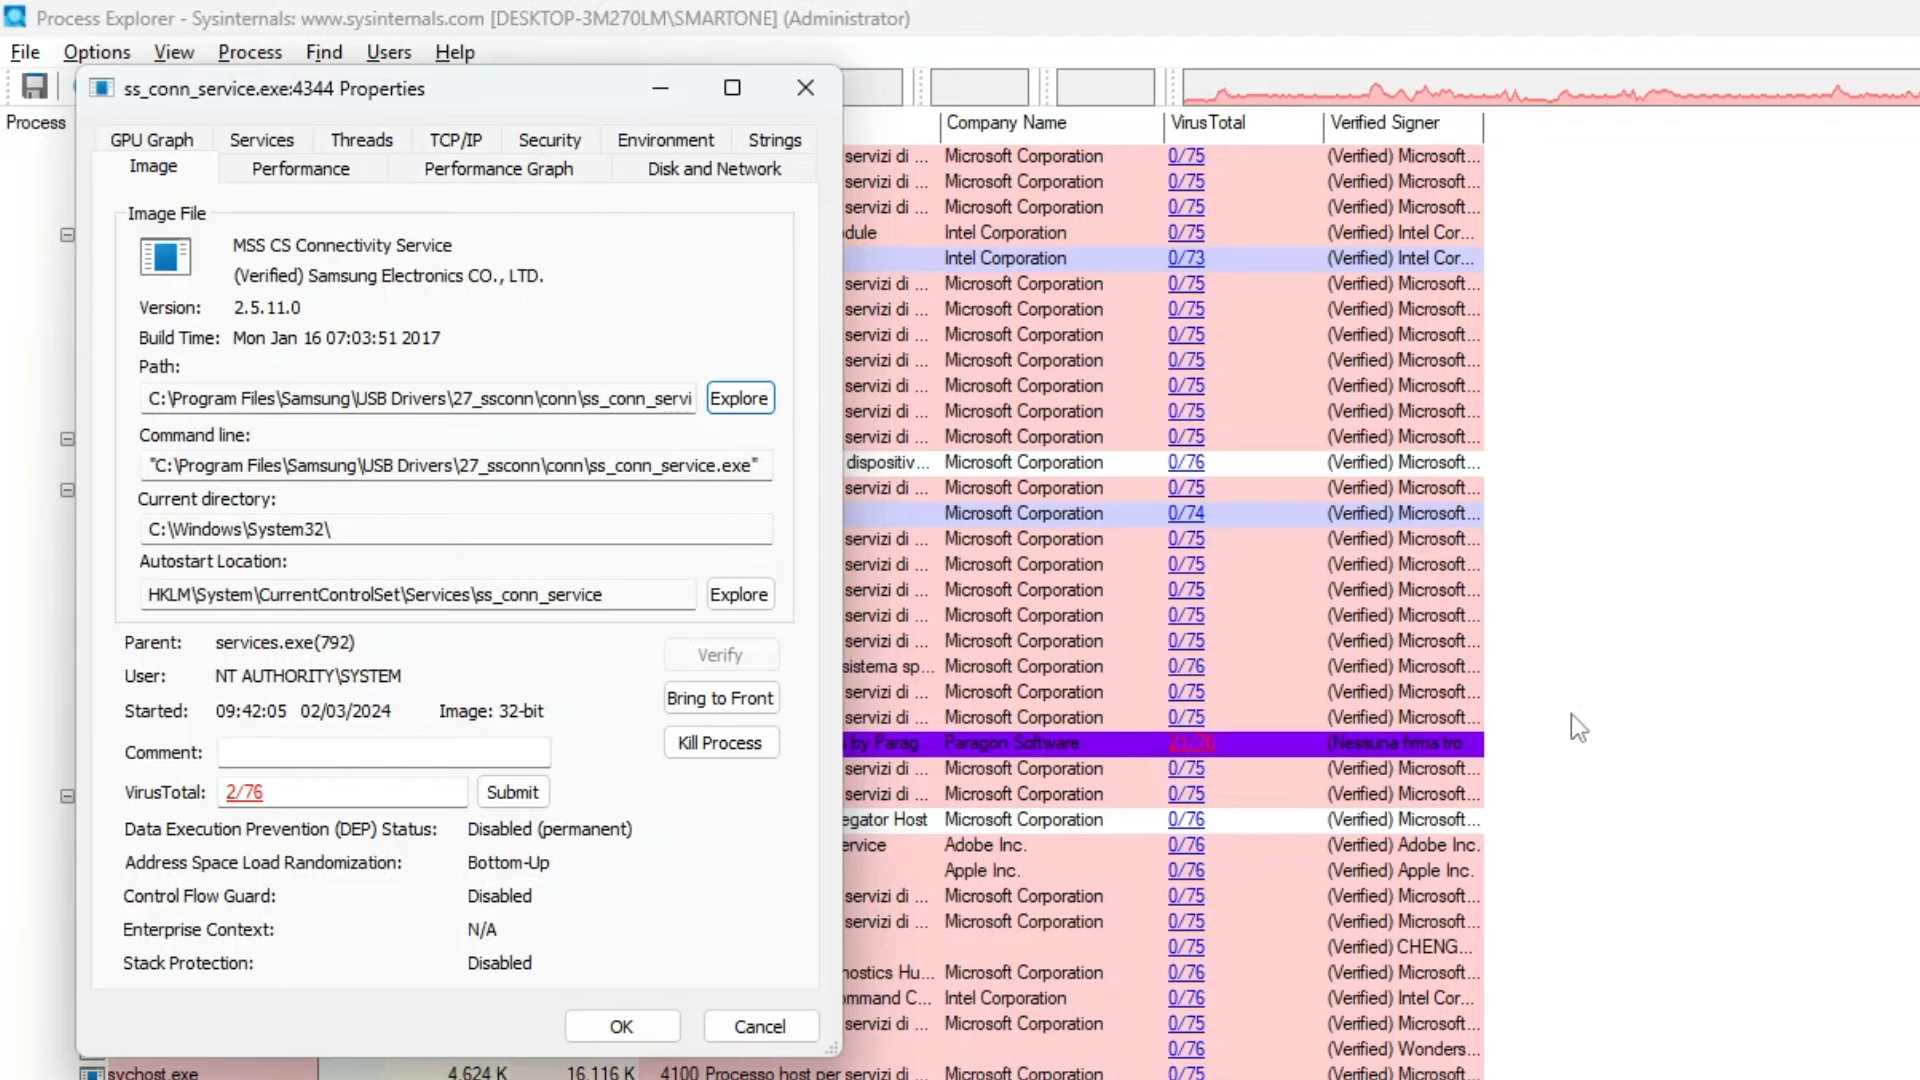 Process Explorer - Sysinternals: www.sysinternals.com [DESKTOP-3M270LM\SMARTONE] (Administrator)
File Options View Process Find Users Help
ss_conn_service.exe:4344 Properties
GPU Graph Services Threads TCP/IP Security Environment Strings
Image Performance Performance Graph Disk and Network
Image File
MSS CS Connectivity Service
(Verified) Samsung Electronics CO., LTD.
Version: 2.5.11.0
Build Time: Mon Jan 16 07:03:51 2017
Path:
C:\Program Files\Samsung\USB Drivers\27_ssconn\conn\ss_conn_servi Explore
Command line:
"C:\Program Files\Samsung\USB Drivers\27_ssconn\conn\ss_conn_service.exe"
Current directory:
C:\Windows\System32\
Autostart Location:
HKLM\System\CurrentControlSet\Services\ss_conn_service Explore
Parent: services.exe(792)
Verify
User: NT AUTHORITY\SYSTEM
Bring to Front
Started: 09:42:05 02/03/2024 Image: 32-bit
Kill Process
Comment:
VirusTotal: 2/76 Submit
Data Execution Prevention (DEP) Status: Disabled (permanent)
Address Space Load Randomization: Bottom-Up
Control Flow Guard: Disabled
Enterprise Context: N/A
Stack Protection: Disabled
OK Cancel
Process Company Name VirusTotal Verified Signer
servizi di ... Microsoft Corporation 0/75 (Verified) Microsoft...
servizi di ... Microsoft Corporation 0/75 (Verified) Microsoft...
servizi di ... Microsoft Corporation 0/75 (Verified) Microsoft...
dule Intel Corporation 0/75 (Verified) Intel Cor...
Intel Corporation 0/73 (Verified) Intel Cor...
servizi di ... Microsoft Corporation 0/75 (Verified) Microsoft...
servizi di ... Microsoft Corporation 0/75 (Verified) Microsoft...
servizi di ... Microsoft Corporation 0/75 (Verified) Microsoft...
servizi di ... Microsoft Corporation 0/75 (Verified) Microsoft...
servizi di ... Microsoft Corporation 0/75 (Verified) Microsoft...
servizi di ... Microsoft Corporation 0/75 (Verified) Microsoft...
servizi di ... Microsoft Corporation 0/75 (Verified) Microsoft...
dispositiv... Microsoft Corporation 0/76 (Verified) Microsoft...
servizi di ... Microsoft Corporation 0/75 (Verified) Microsoft...
Microsoft Corporation 0/74 (Verified) Microsoft...
servizi di ... Microsoft Corporation 0/75 (Verified) Microsoft...
servizi di ... Microsoft Corporation 0/75 (Verified) Microsoft...
servizi di ... Microsoft Corporation 0/75 (Verified) Microsoft...
servizi di ... Microsoft Corporation 0/75 (Verified) Microsoft...
servizi di ... Microsoft Corporation 0/75 (Verified) Microsoft...
sistema sp... Microsoft Corporation 0/76 (Verified) Microsoft...
servizi di ... Microsoft Corporation 0/75 (Verified) Microsoft...
servizi di ... Microsoft Corporation 0/75 (Verified) Microsoft...
by Parag... Paragon Software 21/76 (Nessuna firma tro...
servizi di ... Microsoft Corporation 0/75 (Verified) Microsoft...
servizi di ... Microsoft Corporation 0/75 (Verified) Microsoft...
egator Host Microsoft Corporation 0/76 (Verified) Microsoft...
ervice Adobe Inc. 0/76 (Verified) Adobe Inc.
Apple Inc. 0/76 (Verified) Apple Inc.
servizi di ... Microsoft Corporation 0/75 (Verified) Microsoft...
servizi di ... Microsoft Corporation 0/75 (Verified) Microsoft...
0/75 (Verified) CHENG...
nostics Hu... Microsoft Corporation 0/76 (Verified) Microsoft...
ommand C... Intel Corporation 0/76 (Verified) Intel Cor...
servizi di ... Microsoft Corporation 0/75 (Verified) Microsoft...
0/76 (Verified) Wonders...
svchost.exe 4.624 K 16.116 K 4100 Processo host per servizi di ... Microsoft Corporation 0/75 (Verified) Microsoft...